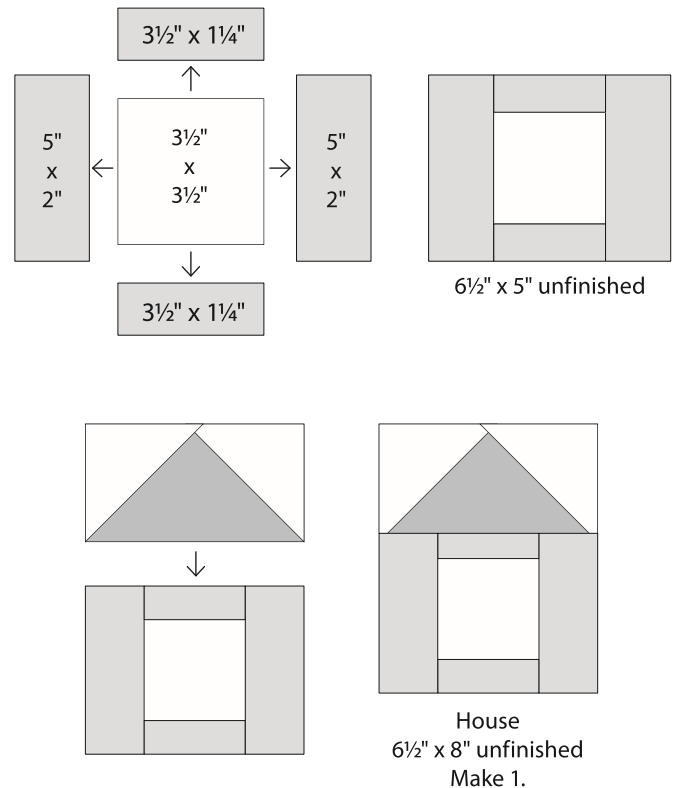 3½" x 1¼"
5"
x
2"
3½"
x
3½"
5"
x
2"
3½" x 1¼"
6½" x 5" unfinished
House
6½" x 8" unfinished
Make 1.